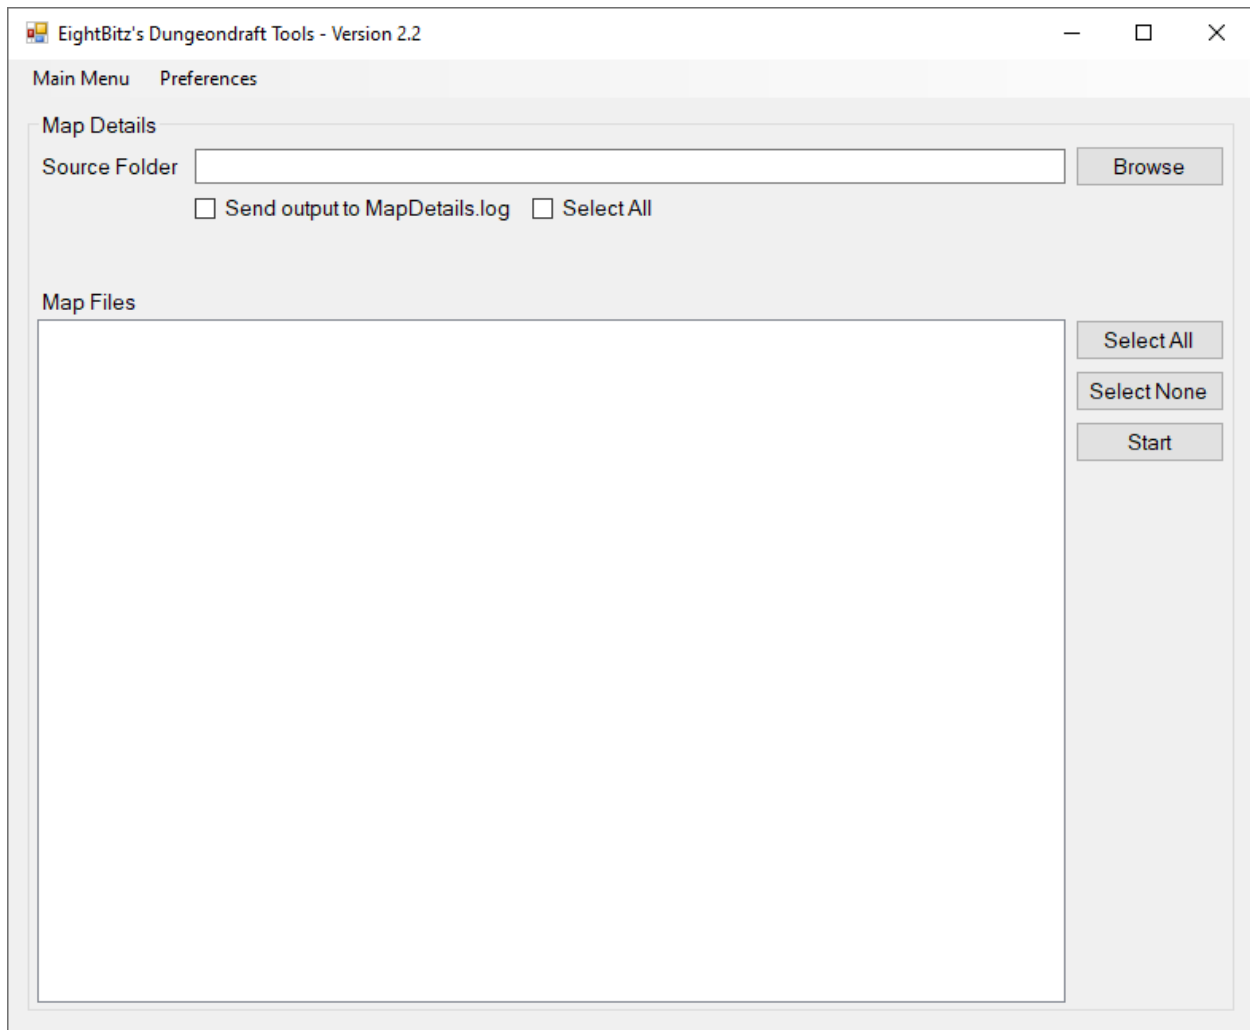 EightBitz's Dungeondraft Tools - Version 2.2
Main Menu Preferences
Map Details
Source Folder Browse
Send output to MapDetails.log Select All
Map Files
Select All
Select None
Start